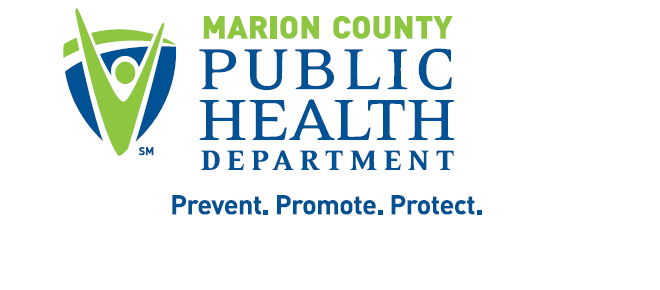 MARION COUNTY
PUBLIC
HEALTH
DEPARTMENT
SM
Prevent. Promote. Protect.